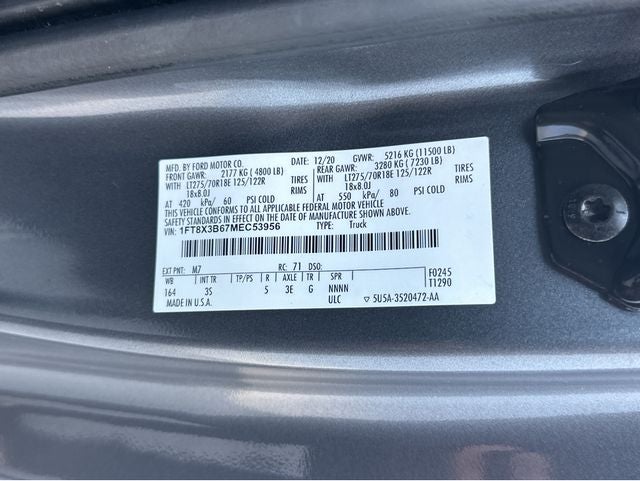 MFD. BY FORD MOTOR CO. DATE: 12/20 GVWR: 5216 KG (11500 LB)
FRONT GAWR: 2177 KG ( 4800 LB) REAR GAWR: 3280 KG ( 7230 LB)
WITH LT275/70R18E 125/122R TIRES WITH LT275/70R18E 125/122R TIRES
18x8.0J RIMS 18x8.0J RIMS
AT 420 kPa/ 60 PSI COLD AT 550 kPa/ 80 PSI COLD
THIS VEHICLE CONFORMS TO ALL APPLICABLE FEDERAL MOTOR VEHICLE
SAFETY STANDARDS IN EFFECT ON THE DATE OF MANUFACTURE SHOWN ABOVE.
VIN: 1FT8X3B67MEC53956 TYPE: Truck
EXT PNT: M7 RC: 71 DSO: F0245
WB INT TR TP/PS R AXLE TR SPR T1290
164 3S 5 3E G NNNN
MADE IN U.S.A. ULC ▽ 5U5A-3520472-AA